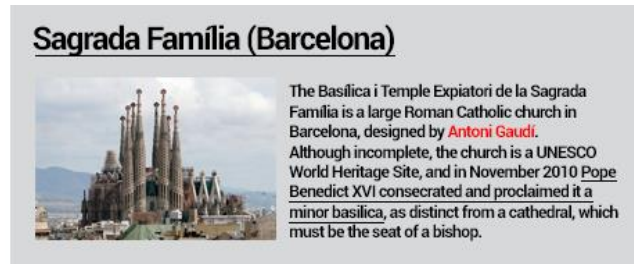 Sagrada Família (Barcelona)
The Basílica i Temple Expiatori de la Sagrada
Família is a large Roman Catholic church in
Barcelona, designed by Antoni Gaudí.
Although incomplete, the church is a UNESCO
World Heritage Site, and in November 2010 Pope
Benedict XVI consecrated and proclaimed it a
minor basilica, as distinct from a cathedral, which
must be the seat of a bishop.